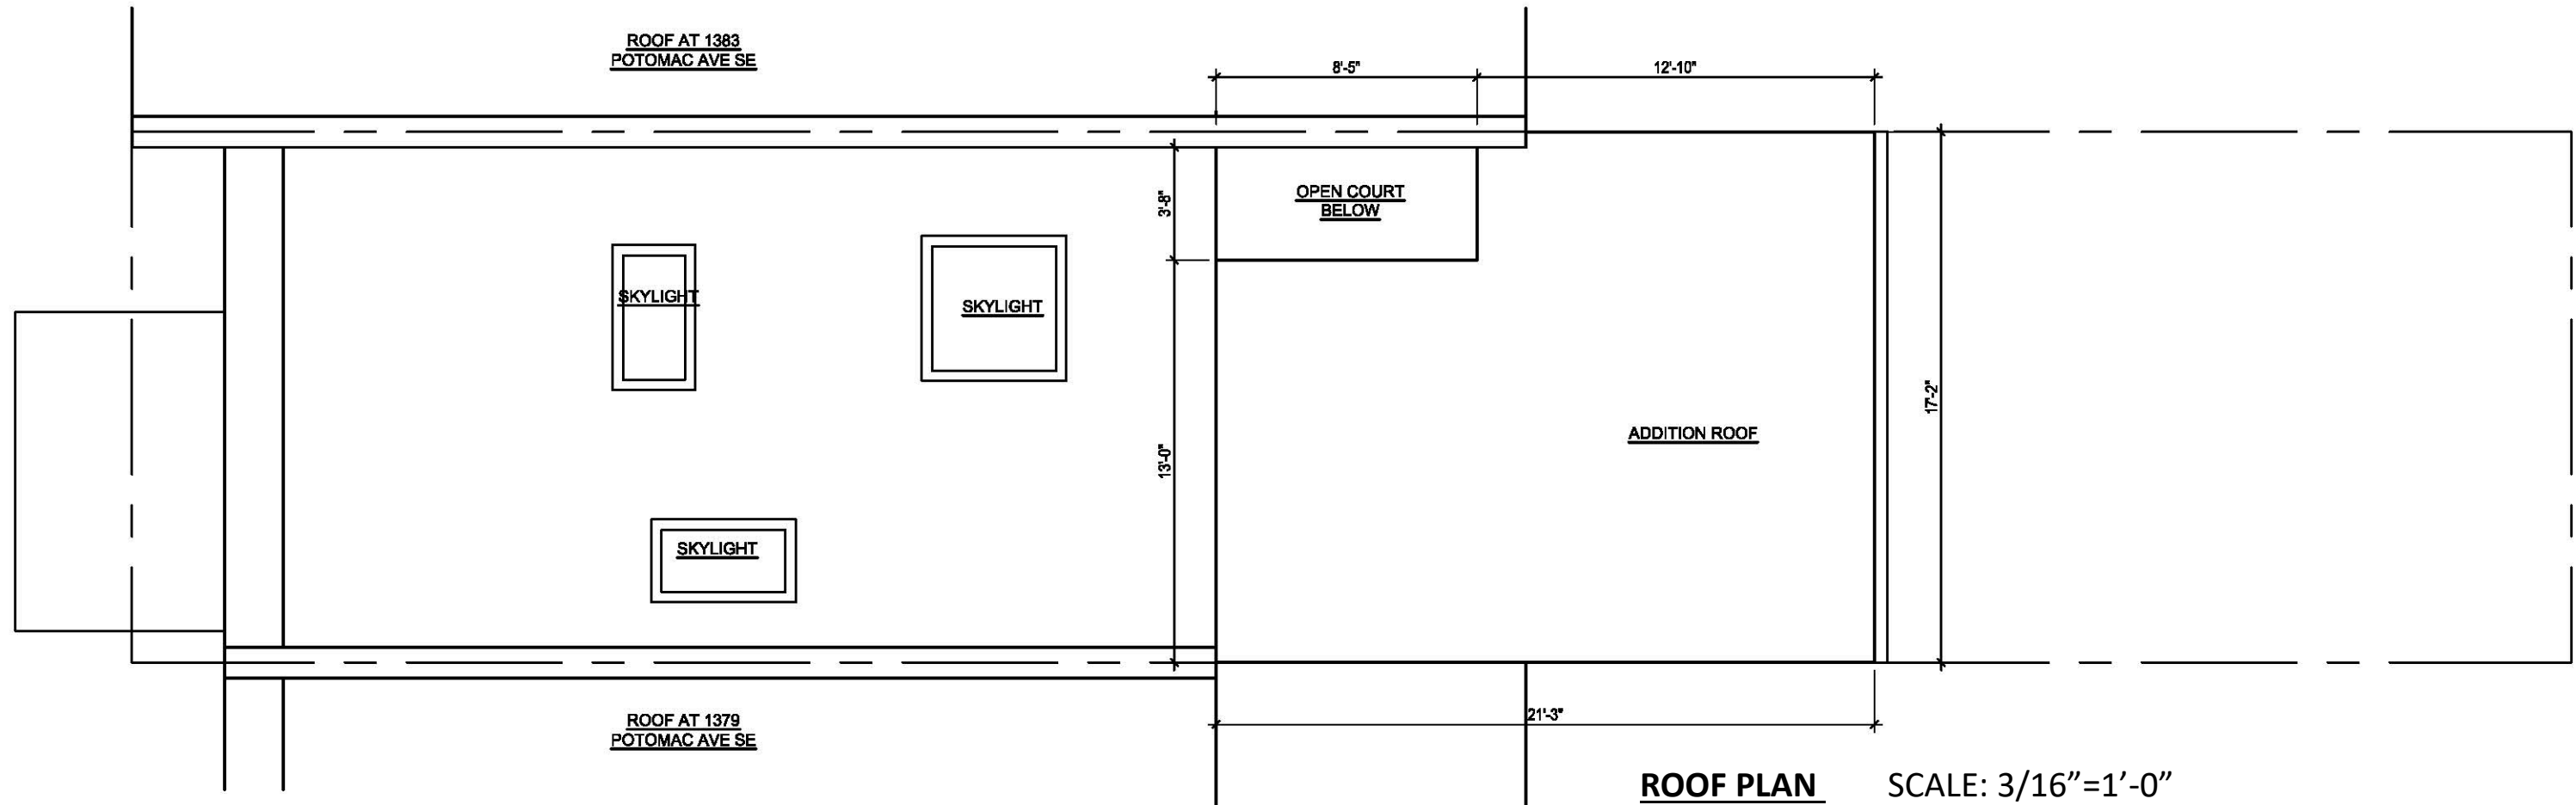 ROOF AT 1383
POTOMAC AVE SE
8'-5"
12'-10"
3'-8"
OPEN COURT
BELOW
SKYLIGHT
SKYLIGHT
17'-2"
ADDITION ROOF
13'-0"
SKYLIGHT
ROOF AT 1379
POTOMAC AVE SE
21'-3"
ROOF PLAN SCALE: 3/16”=1’-0”